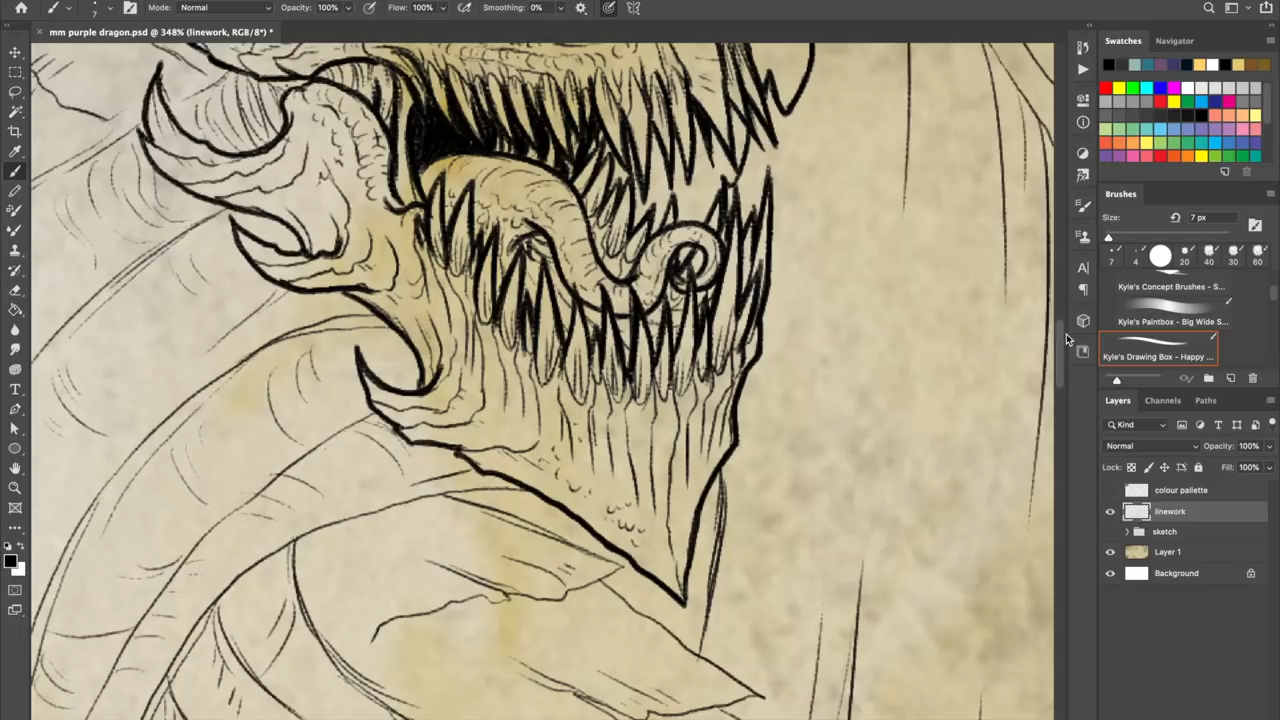 7 Mode: Normal Opacity: 100% Flow: 100% Smoothing: 0%
× mm purple dragon.psd @ 348% (linework, RGB/8*) *
Swatches Navigator
Brushes
Size: 7 px
7 4 20 40 30 60
Kyle's Concept Brushes - S...
Kyle's Paintbox - Big Wide S...
Kyle's Drawing Box - Happy ...
Layers Channels Paths
Kind
Normal Opacity: 100%
Lock: Fill: 100%
colour pallette
linework
sketch
Layer 1
Background